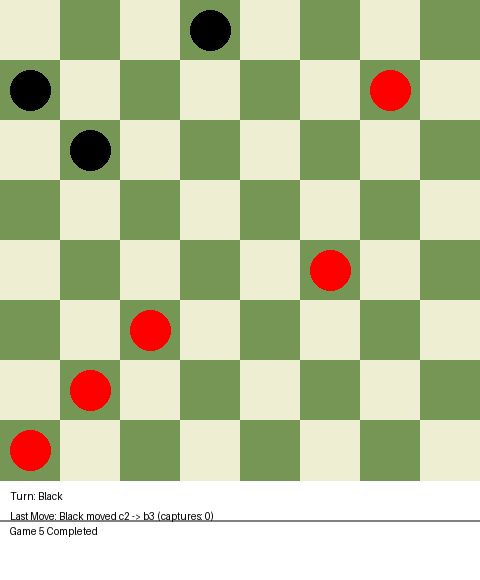 Turn: Black
Last Move: Black moved c2 -> b3 (captures: 0)
Game 5 Completed